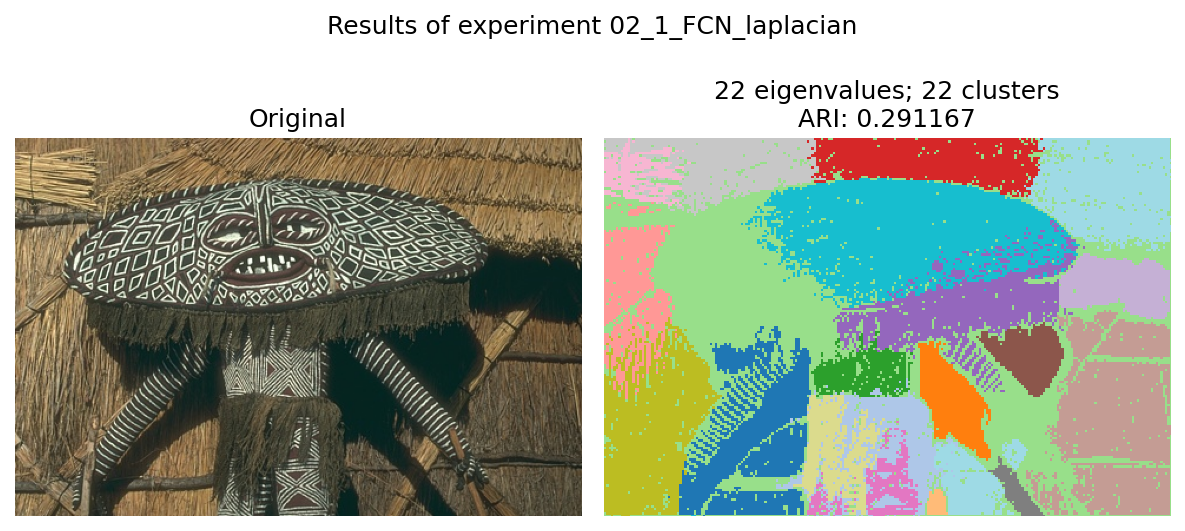 Results of experiment 02_1_FCN_laplacian
Original
22 eigenvalues; 22 clusters
ARI: 0.291167